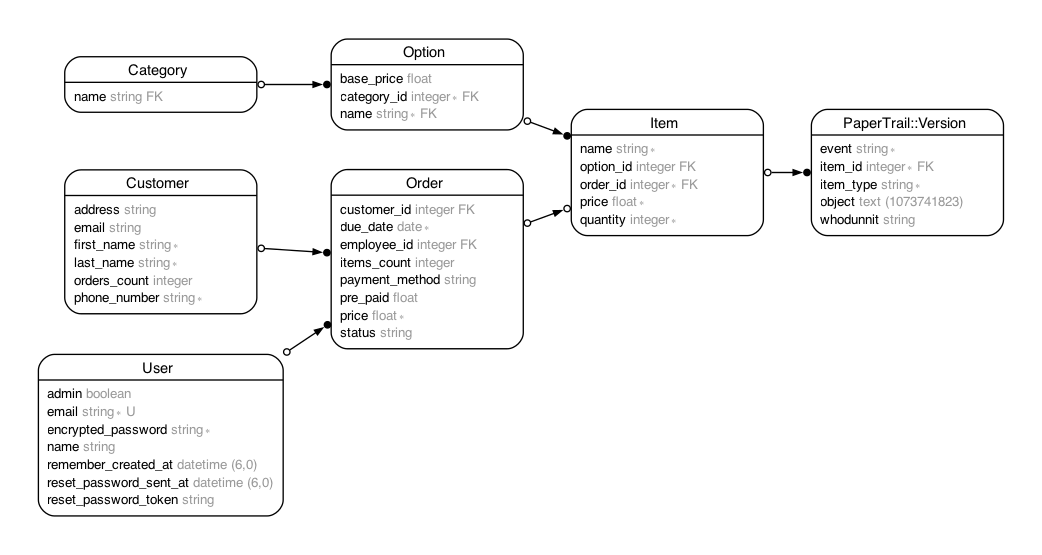 Category
name string FK
Option
base_price float
category_id integer∗ FK
name string∗ FK
Customer
address string
email string
first_name string∗
last_name string∗
orders_count integer
phone_number string∗
Order
customer_id integer FK
due_date date∗
employee_id integer FK
items_count integer
payment_method string
pre_paid float
price float∗
status string
Item
name string∗
option_id integer FK
order_id integer∗ FK
price float∗
quantity integer∗
PaperTrail::Version
event string∗
item_id integer∗ FK
item_type string∗
object text (1073741823)
whodunnit string
User
admin boolean
email string∗ U
encrypted_password string∗
name string
remember_created_at datetime (6,0)
reset_password_sent_at datetime (6,0)
reset_password_token string